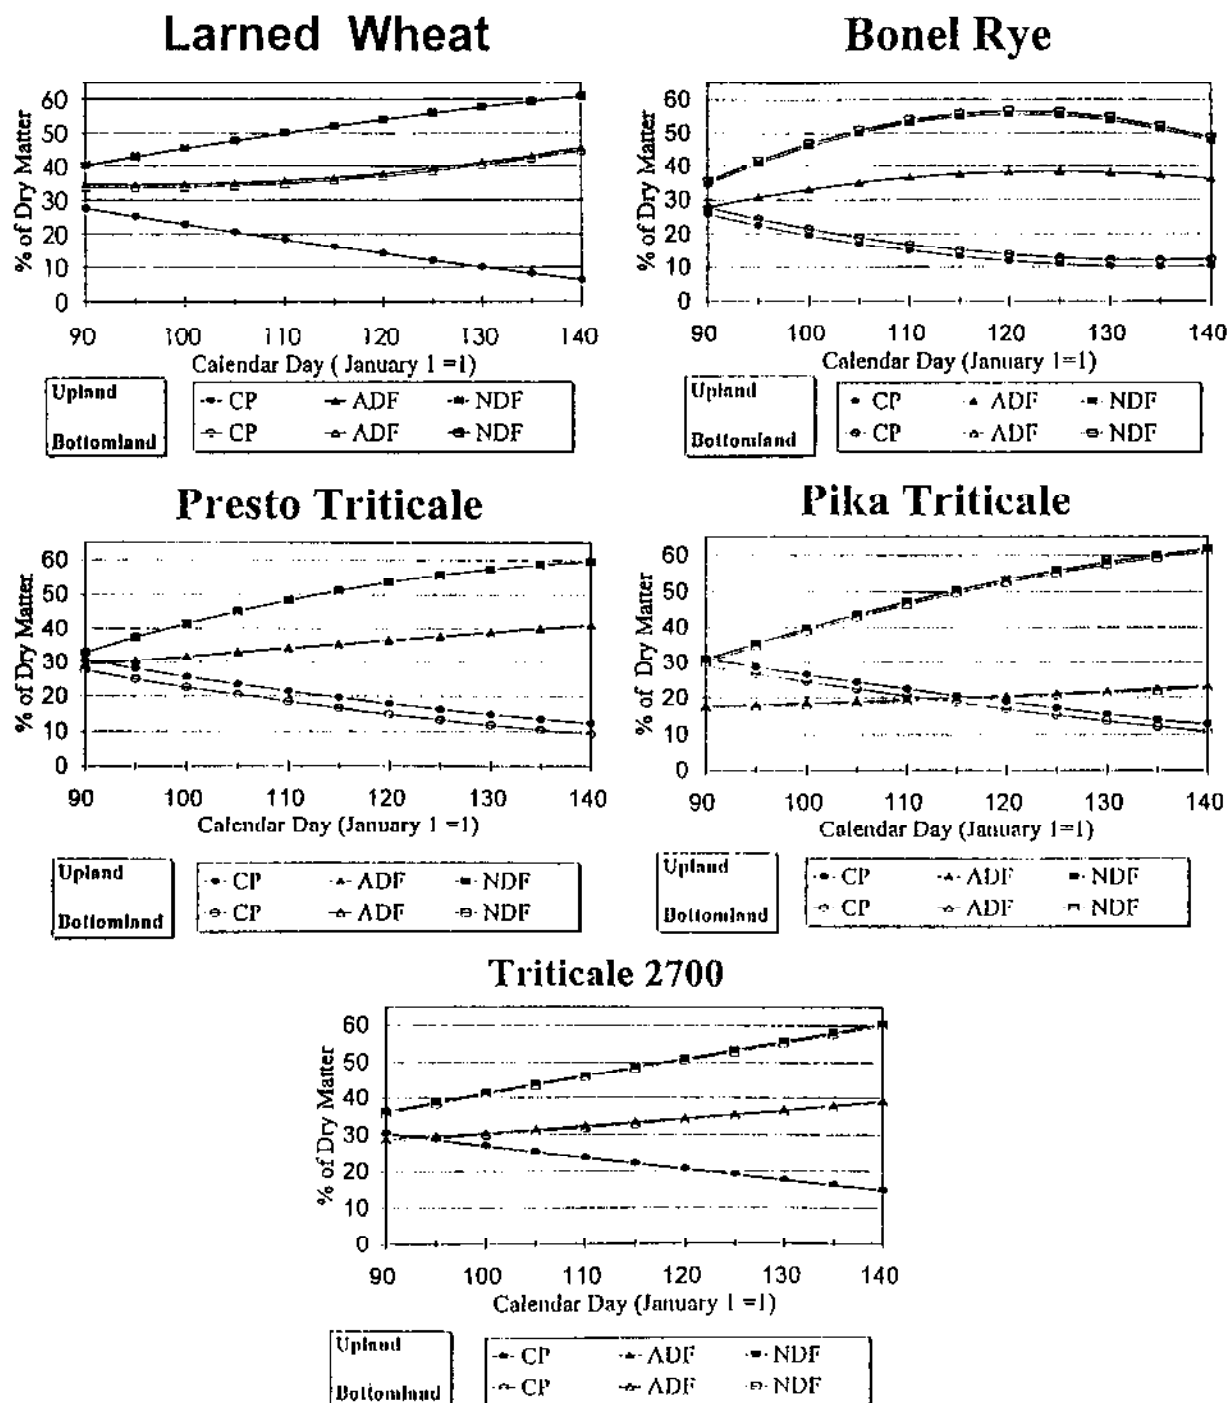 Larned Wheat
% of Dry Matter
60
50
40
30
20
10
0
90 100 110 120 130 140
Calendar Day ( January 1 =1)
Upland
Bottomland
CP ADF NDF
CP ADF NDF
Bonel Rye
% of Dry Matter
60
50
40
30
20
10
0
90 100 110 120 130 140
Calendar Day (January 1=1)
Upland
Bottomland
CP ADF NDF
CP ADF NDF
Presto Triticale
% of Dry Matter
60
50
40
30
20
10
0
90 100 110 120 130 140
Calendar Day (January 1=1)
Upland
Bottomland
CP ADF NDF
CP ADF NDF
Pika Triticale
% of Dry Matter
60
50
40
30
20
10
0
90 100 110 120 130 140
Calendar Day (January 1=1)
Upland
Bottomland
CP ADF NDF
CP ADF NDF
Triticale 2700
% of Dry Matter
60
50
40
30
20
10
0
90 100 110 120 130 140
Calendar Day (January 1 =1)
Upland
Bottomland
CP ADF NDF
CP ADF NDF